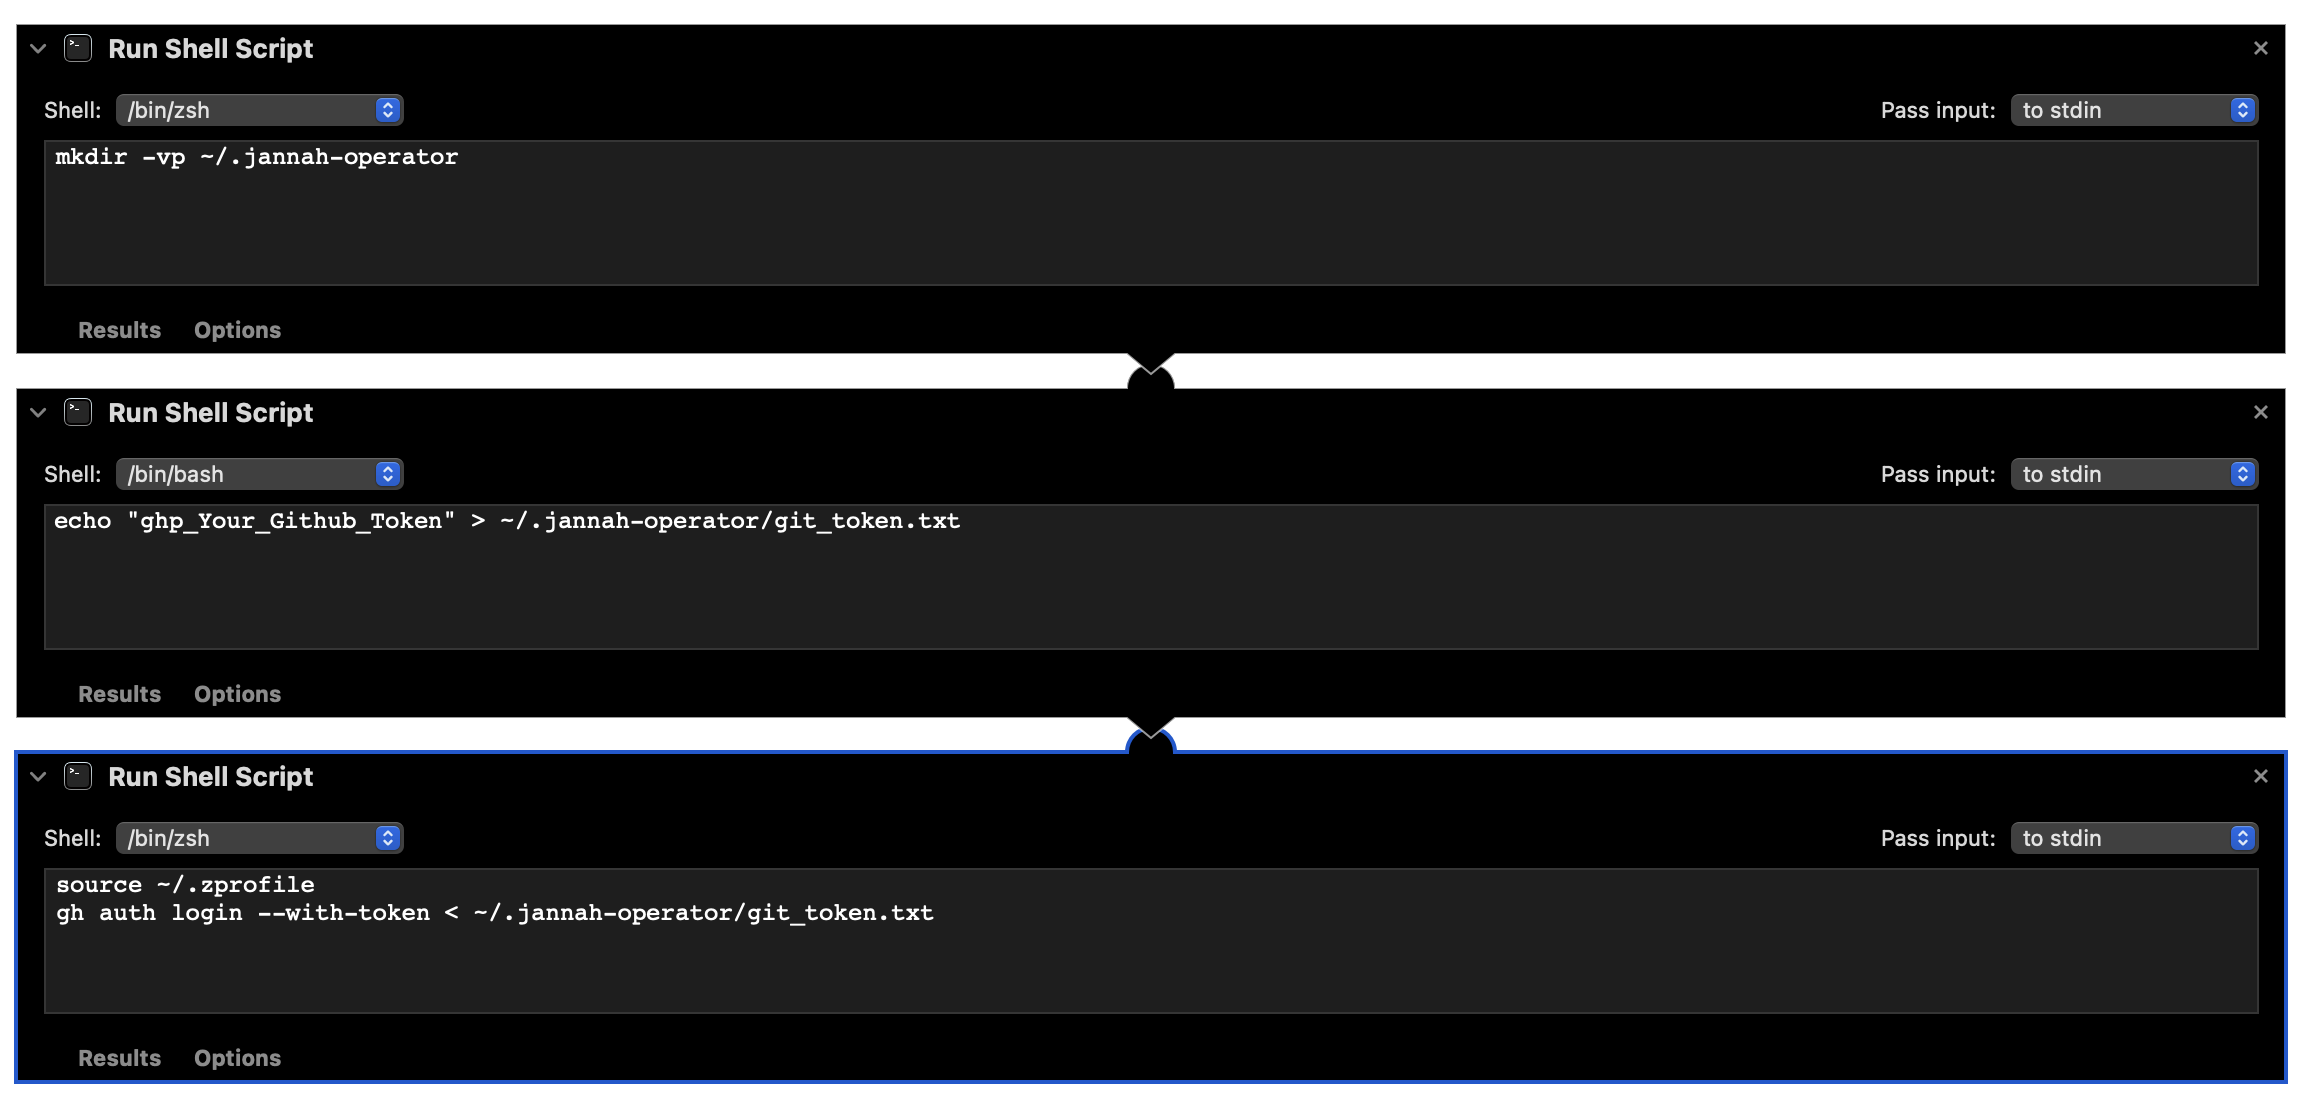 Run Shell Script
Shell: /bin/zsh Pass input: to stdin
mkdir -vp ~/.jannah-operator
Results Options
Run Shell Script
Shell: /bin/bash Pass input: to stdin
echo "ghp_Your_Github_Token" > ~/.jannah-operator/git_token.txt
Results Options
Run Shell Script
Shell: /bin/zsh Pass input: to stdin
source ~/.zprofile
gh auth login --with-token < ~/.jannah-operator/git_token.txt
Results Options